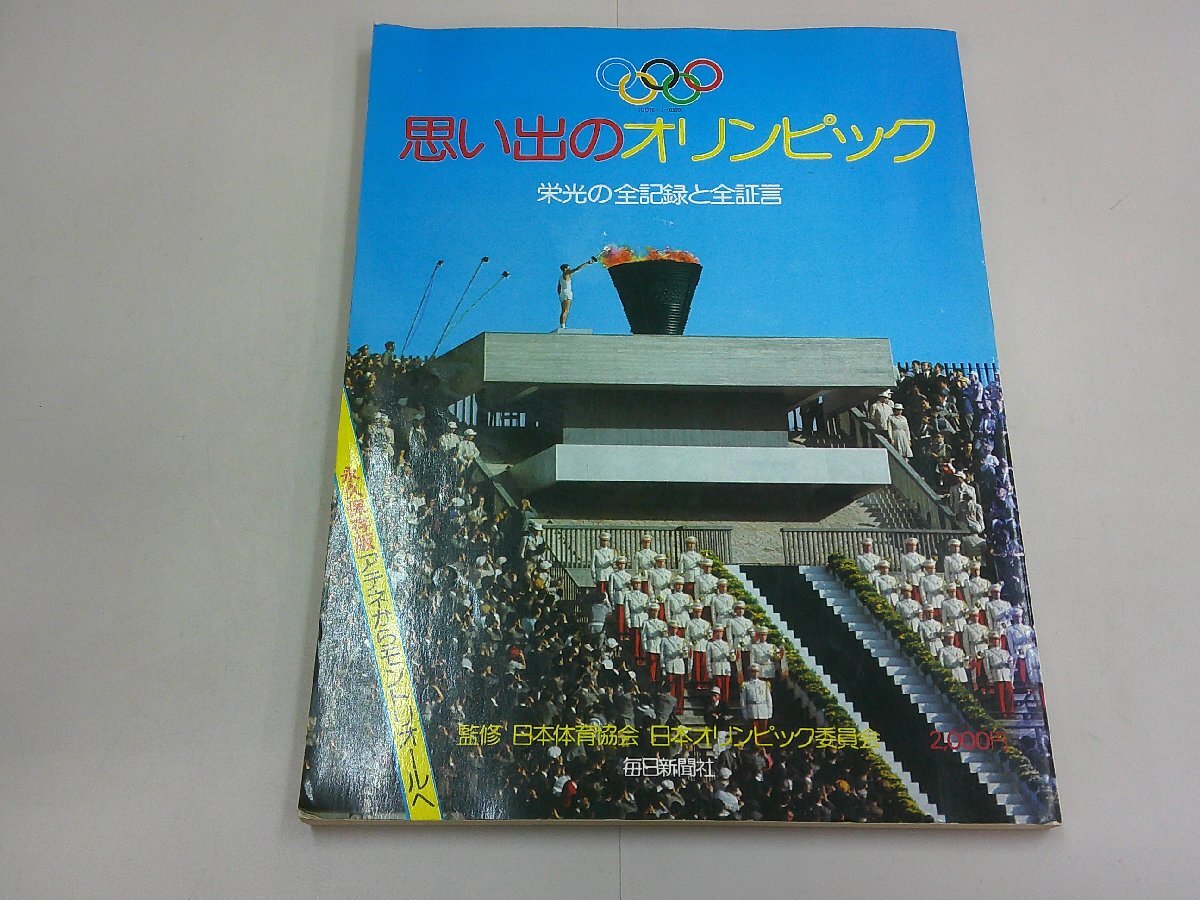 思い出のオリンピック
栄光の全記録と全証言
永久保存版 アテネからモントリオールへ
監修 日本体育協会 日本オリンピック委員会
2,000円
毎日新聞社